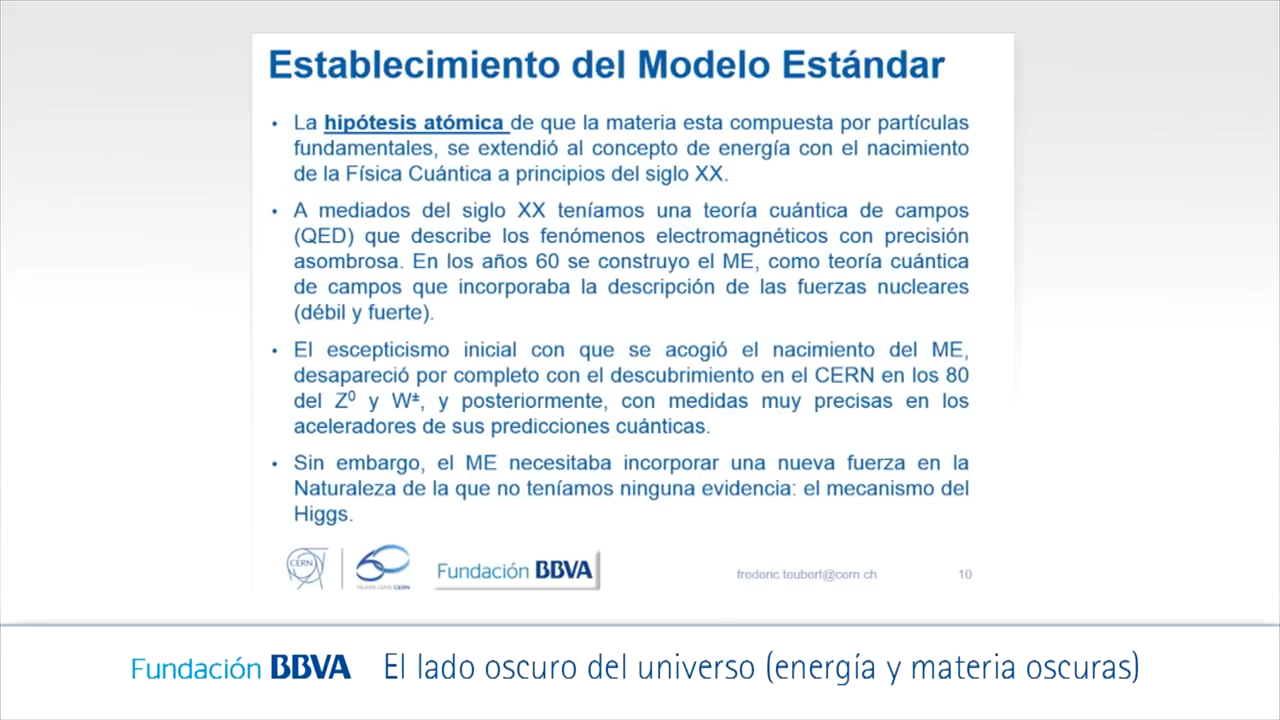 Establecimiento del Modelo Estándar
• La hipótesis atómica de que la materia esta compuesta por partículas
fundamentales, se extendió al concepto de energía con el nacimiento
de la Física Cuántica a principios del siglo XX.
• A mediados del siglo XX teníamos una teoría cuántica de campos
(QED) que describe los fenómenos electromagnéticos con precisión
asombrosa. En los años 60 se construyo el ME, como teoría cuántica
de campos que incorporaba la descripción de las fuerzas nucleares
(débil y fuerte).
• El escepticismo inicial con que se acogió el nacimiento del ME,
desapareció por completo con el descubrimiento en el CERN en los 80
del Z⁰ y W±, y posteriormente, con medidas muy precisas en los
aceleradores de sus predicciones cuánticas.
• Sin embargo, el ME necesitaba incorporar una nueva fuerza en la
Naturaleza de la que no teníamos ninguna evidencia: el mecanismo del
Higgs.
CERN 60 Fundación BBVA frederic.teubert@cern.ch 10
Fundación BBVA El lado oscuro del universo (energía y materia oscuras)